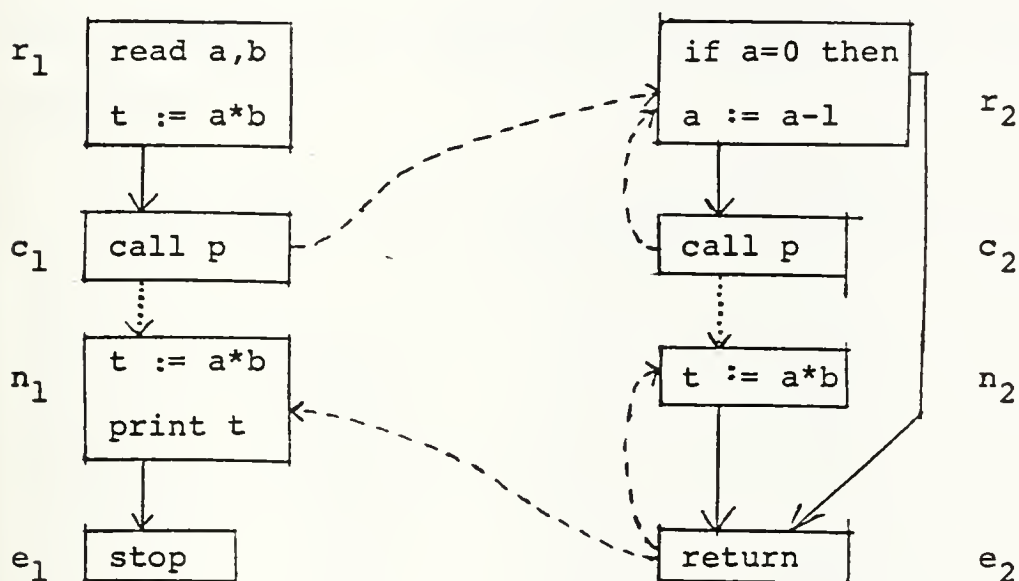 r1
read a,b
t := a*b
c1
call p
n1
t := a*b
print t
e1
stop
if a=0 then
a := a-1
r2
call p
c2
t := a*b
n2
return
e2